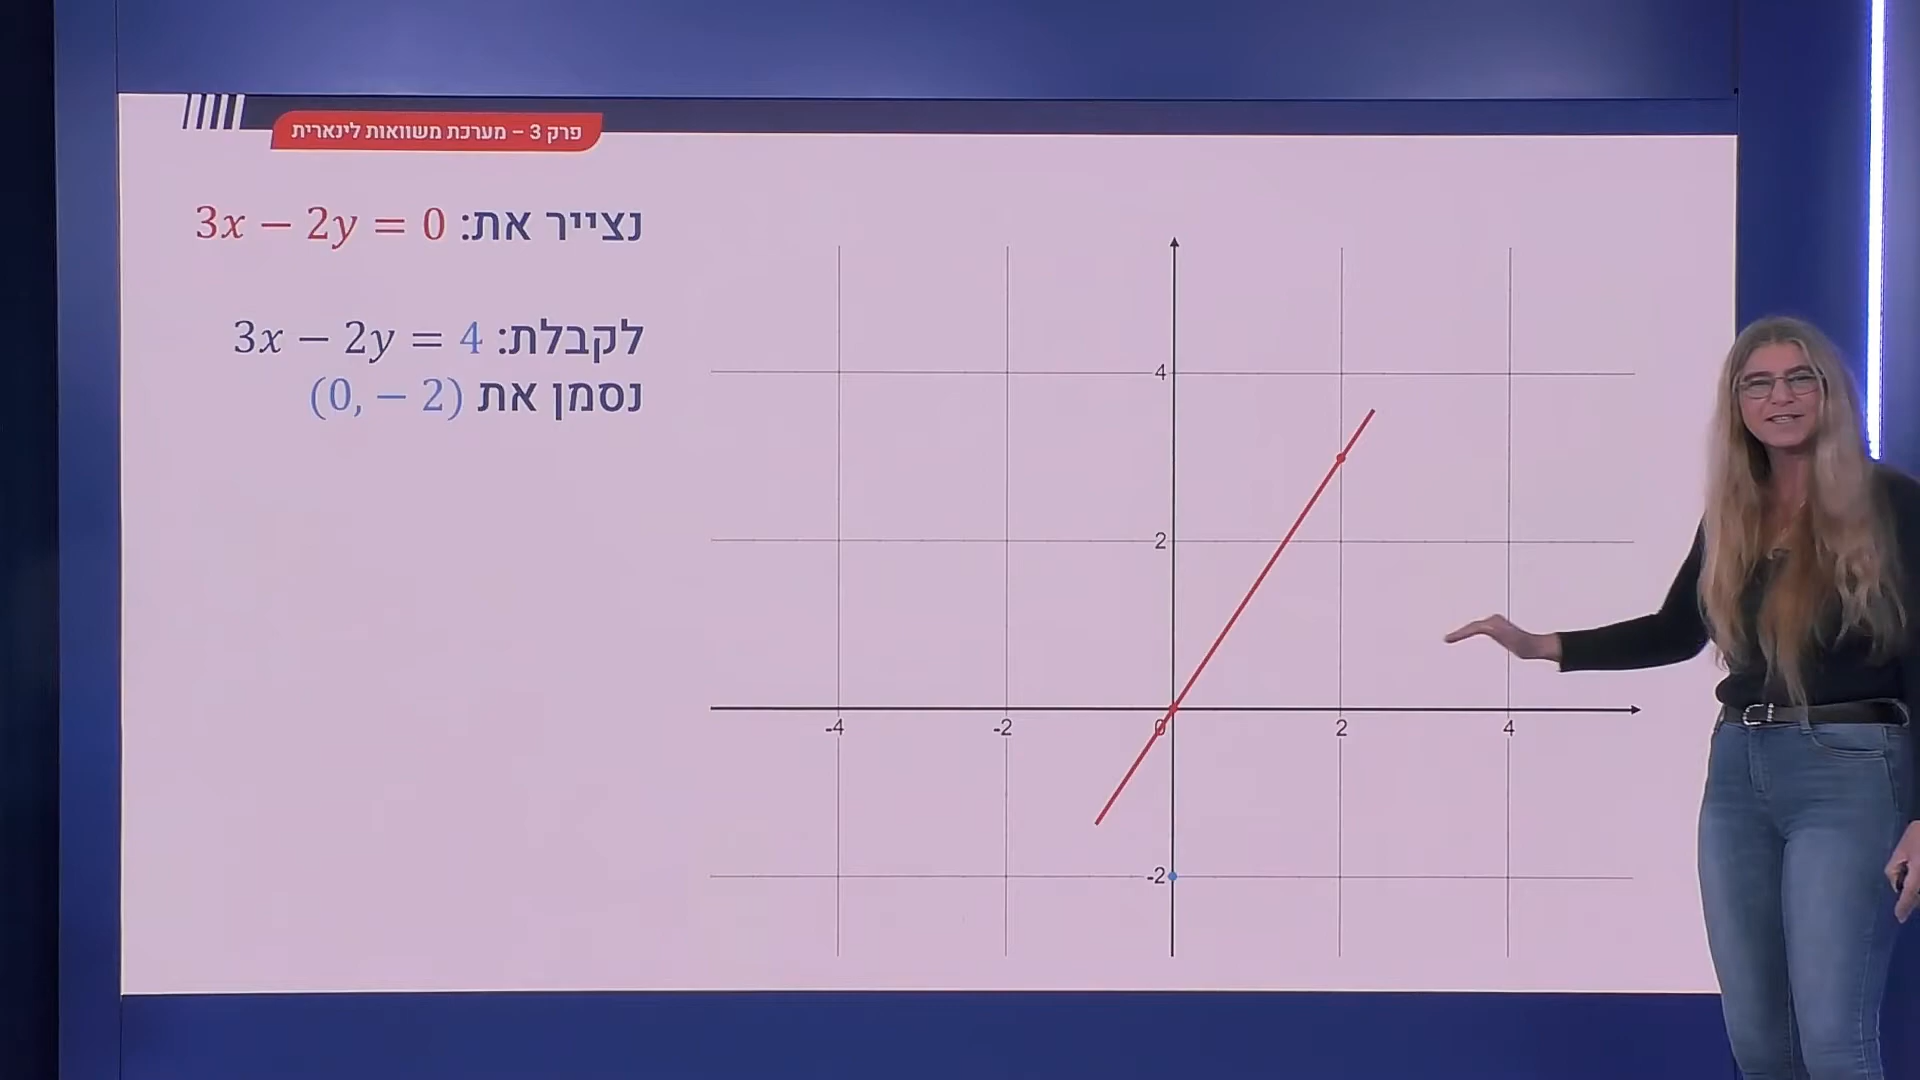 פרק 3 – מערכת משוואות לינארית
נצייר את: 3x − 2y = 0
לקבלת: 3x − 2y = 4
נסמן את (0, − 2)
4
2
-4 -2 0 2 4
-2